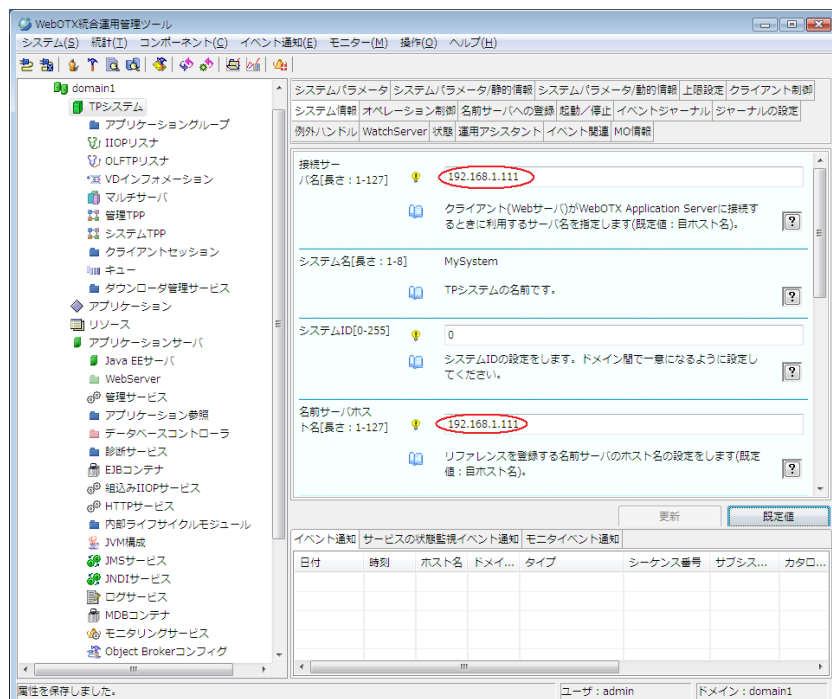 WebOTX統合運用管理ツール
システム(S) 統計(T) コンポーネント(C) イベント通知(E) モニター(M) 操作(O) ヘルプ(H)
domain1
TPシステム
アプリケーショングループ
IIOPリスナ
OLFTPリスナ
VDインフォメーション
マルチサーバ
管理TPP
システムTPP
クライアントセッション
キュー
ダウンローダ管理サービス
アプリケーション
リソース
アプリケーションサーバ
Java EEサーバ
WebServer
管理サービス
アプリケーション参照
データベースコントローラ
診断サービス
EJBコンテナ
組込みIIOPサービス
HTTPサービス
内部ライフサイクルモジュール
JVM構成
JMSサービス
JNDIサービス
ログサービス
MDBコンテナ
モニタリングサービス
Object Brokerコンフィグ
システムパラメータ システムパラメータ/静的情報 システムパラメータ/動的情報 上限設定 クライアント制御
システム情報 オペレーション制御 名前サーバへの登録 起動/停止 イベントジャーナル ジャーナルの設定
例外ハンドル WatchServer 状態 運用アシスタント イベント関連 MO情報
接続サー
バ名[長さ：1-127] 192.168.1.111
クライアント(Webサーバ)がWebOTX Application Serverに接続す
るときに利用するサーバ名を指定します(既定値：自ホスト名)。
?
システム名[長さ：1-8] MySystem
TPシステムの名前です。
?
システムID[0-255] 0
システムIDの設定をします。ドメイン間で一意になるように設定し
てください。
?
名前サーバホス
ト名[長さ：1-127] 192.168.1.111
リファレンスを登録する名前サーバのホスト名の設定をします(既定
値：自ホスト名)。
?
更新 既定値
イベント通知 サービスの状態監視イベント通知 モニタイベント通知
日付 時刻 ホスト名 ドメイ... タイプ シーケンス番号 サブシス... カタロ...
属性を保存しました。 ユーザ : admin ドメイン : domain1